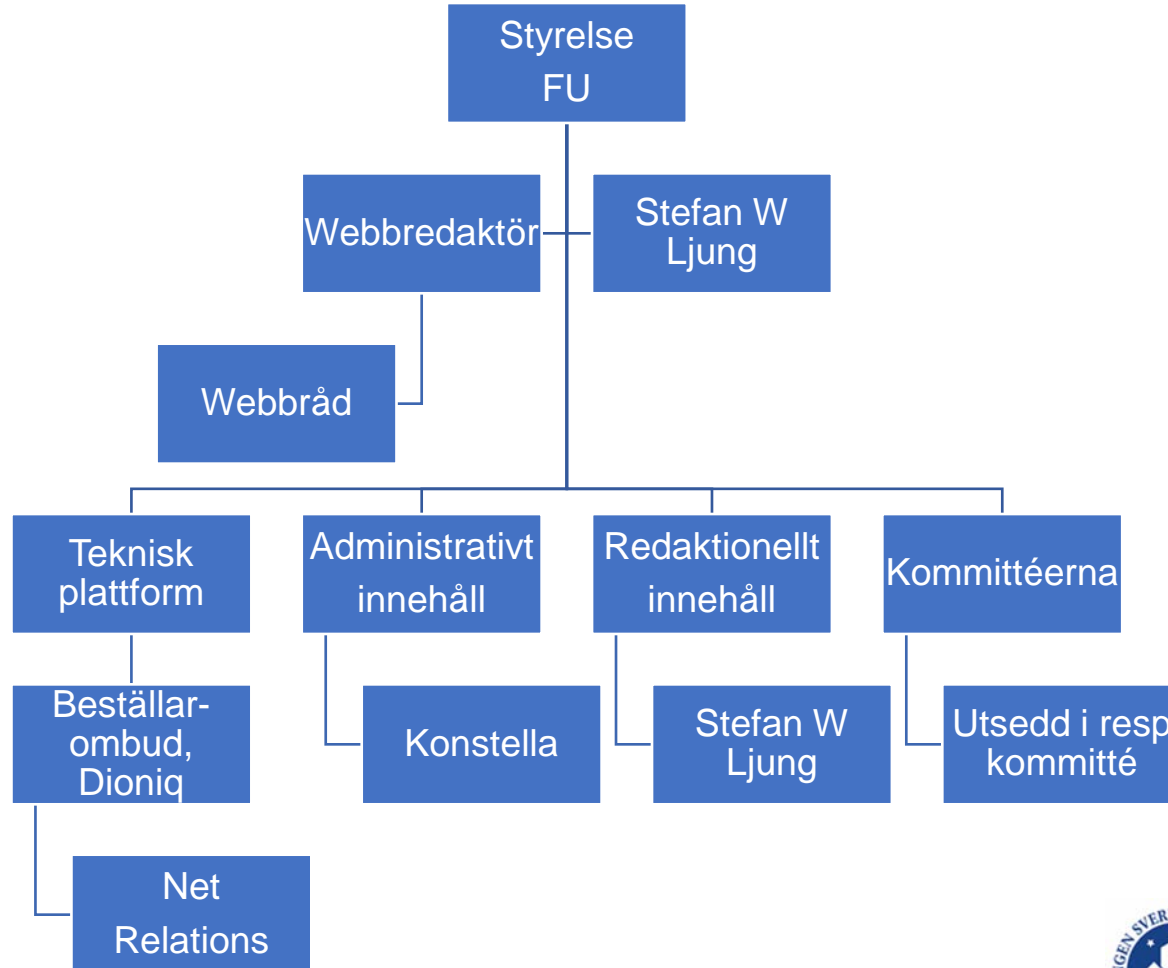 Styrelse
FU
Webbredaktör
Stefan W
Ljung
Webbråd
Teknisk
plattform
Administrativt
innehåll
Redaktionellt
innehåll
Kommittéerna
Beställar-
ombud,
Dioniq
Konstella
Stefan W
Ljung
Utsedd i resp
kommitté
Net
Relations